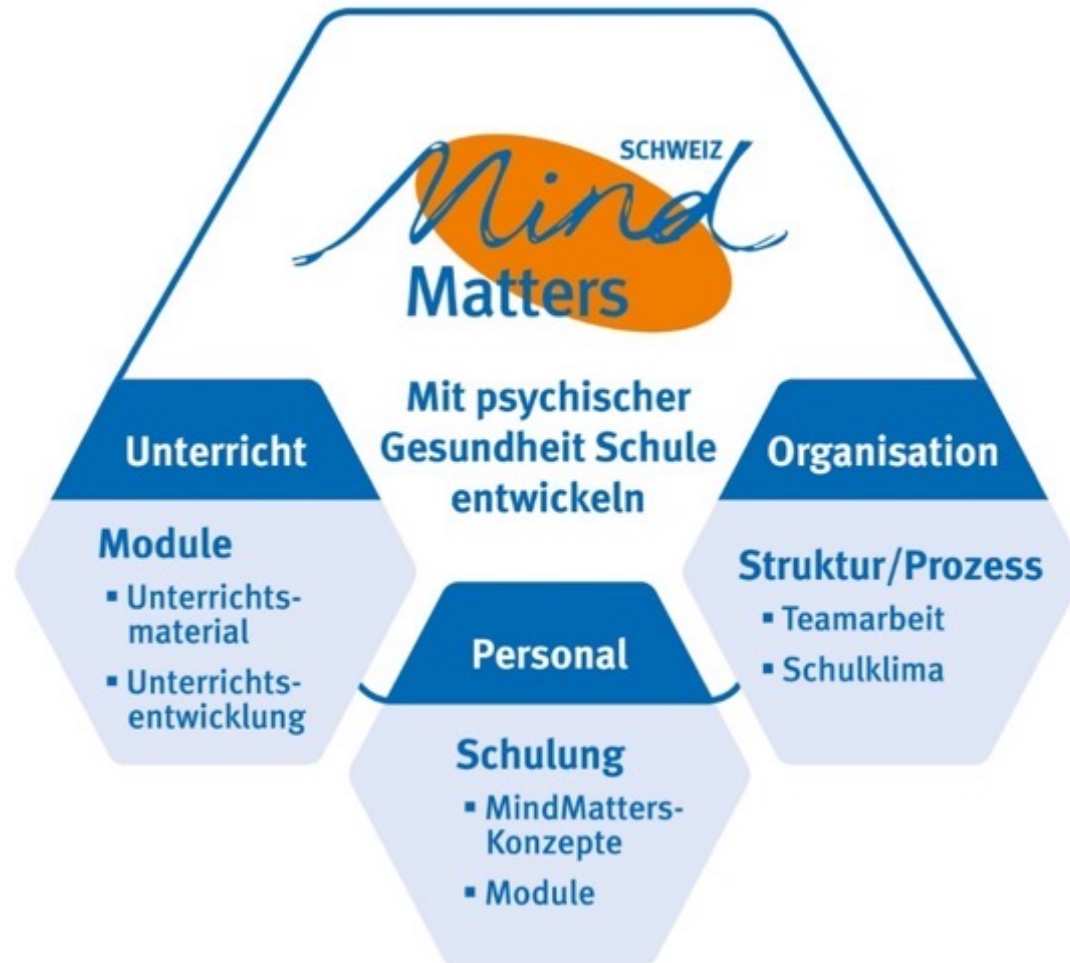 SCHWEIZ
Mind
Matters
Mit psychischer
Gesundheit Schule
entwickeln
Unterricht
Module
▪ Unterrichts-
material
▪ Unterrichts-
entwicklung
Personal
Schulung
▪ MindMatters-
Konzepte
▪ Module
Organisation
Struktur/Prozess
▪ Teamarbeit
▪ Schulklima